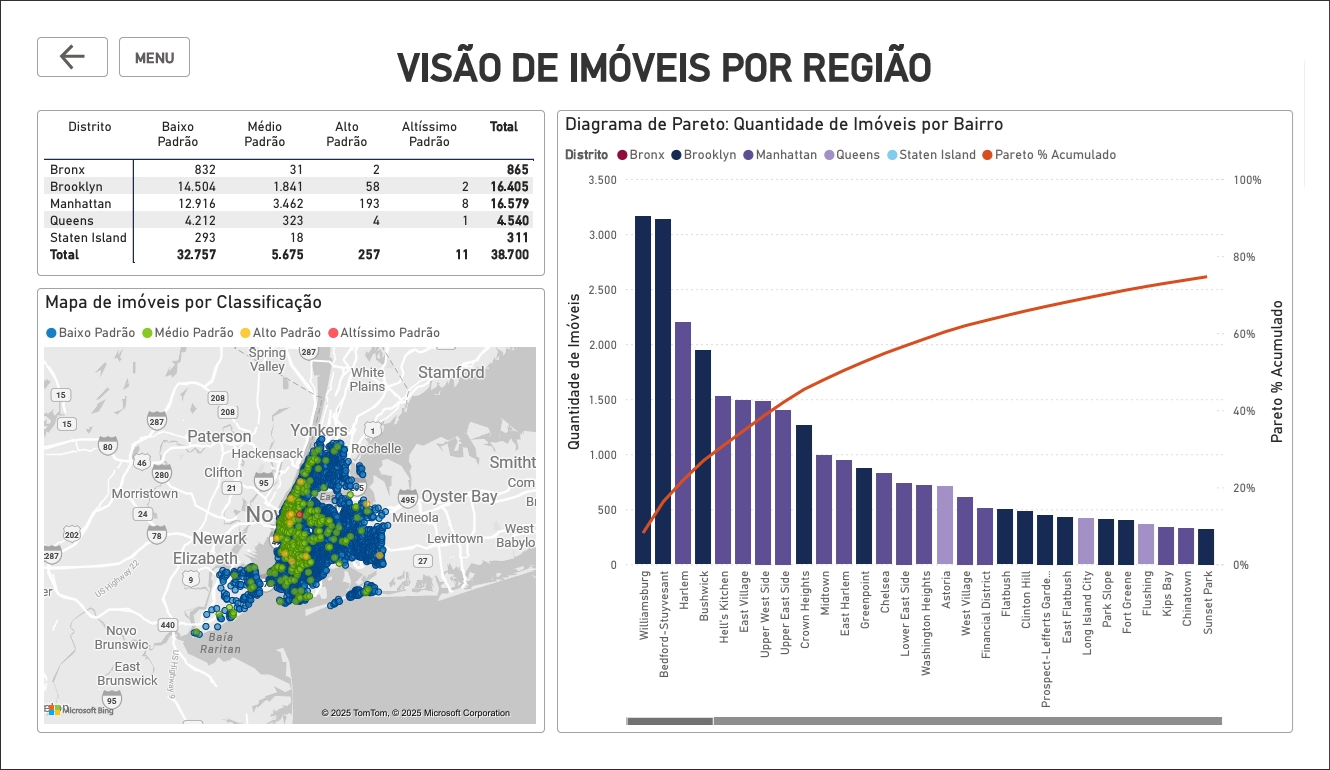 MENU
VISÃO DE IMÓVEIS POR REGIÃO
Distrito Baixo Padrão Médio Padrão Alto Padrão Altíssimo Padrão Total
Bronx 832 31 2 865
Brooklyn 14.504 1.841 58 2 16.405
Manhattan 12.916 3.462 193 8 16.579
Queens 4.212 323 4 1 4.540
Staten Island 293 18 311
Total 32.757 5.675 257 11 38.700
Mapa de imóveis por Classificação
Baixo Padrão Médio Padrão Alto Padrão Altíssimo Padrão
Spring Valley
287
White Plains
Stamford
15
208
208
15
287
Paterson
Yonkers
1
80
Hackensack
Rochelle
46
280
Clifton
Smitht
21
95
Com
Morristown
495
Oyster Bay
24
Mineola
202
78
Newark
Levittown
West
Babylo
287
Elizabeth
27
US Highway 22
9
er
440
Novo Brunswic
Baía Raritan
East Brunswick
US Highway 9
95
Microsoft Bing
© 2025 TomTom, © 2025 Microsoft Corporation
Diagrama de Pareto: Quantidade de Imóveis por Bairro
Distrito Bronx Brooklyn Manhattan Queens Staten Island Pareto % Acumulado
Quantidade de Imóveis
3.500
3.000
2.500
2.000
1.500
1.000
500
0
100%
80%
60%
40%
20%
0%
Pareto % Acumulado
Williamsburg
Bedford-Stuyvesant
Harlem
Bushwick
Hell's Kitchen
East Village
Upper West Side
Upper East Side
Crown Heights
Midtown
East Harlem
Greenpoint
Chelsea
Lower East Side
Washington Heights
Astoria
West Village
Financial District
Flatbush
Clinton Hill
Prospect-Lefferts Garde...
East Flatbush
Long Island City
Park Slope
Fort Greene
Flushing
Kips Bay
Chinatown
Sunset Park